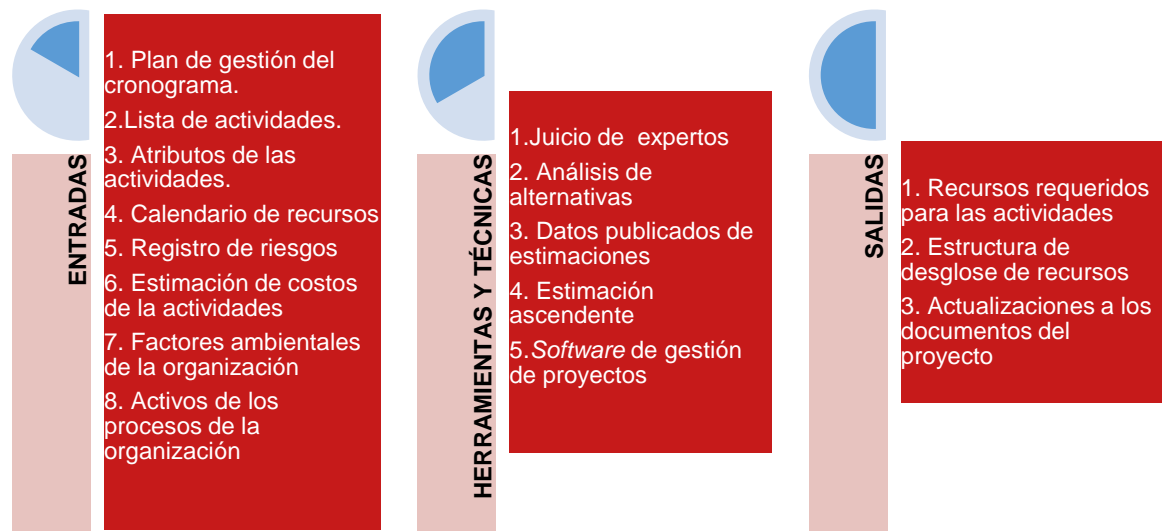 ENTRADAS
1. Plan de gestión del
cronograma.
2.Lista de actividades.
3. Atributos de las
actividades.
4. Calendario de recursos
5. Registro de riesgos
6. Estimación de costos
de la actividades
7. Factores ambientales
de la organización
8. Activos de los
procesos de la
organización
HERRAMIENTAS Y TÉCNICAS
1.Juicio de expertos
2. Análisis de
alternativas
3. Datos publicados de
estimaciones
4. Estimación
ascendente
5.Software de gestión
de proyectos
SALIDAS
1. Recursos requeridos
para las actividades
2. Estructura de
desglose de recursos
3. Actualizaciones a los
documentos del
proyecto